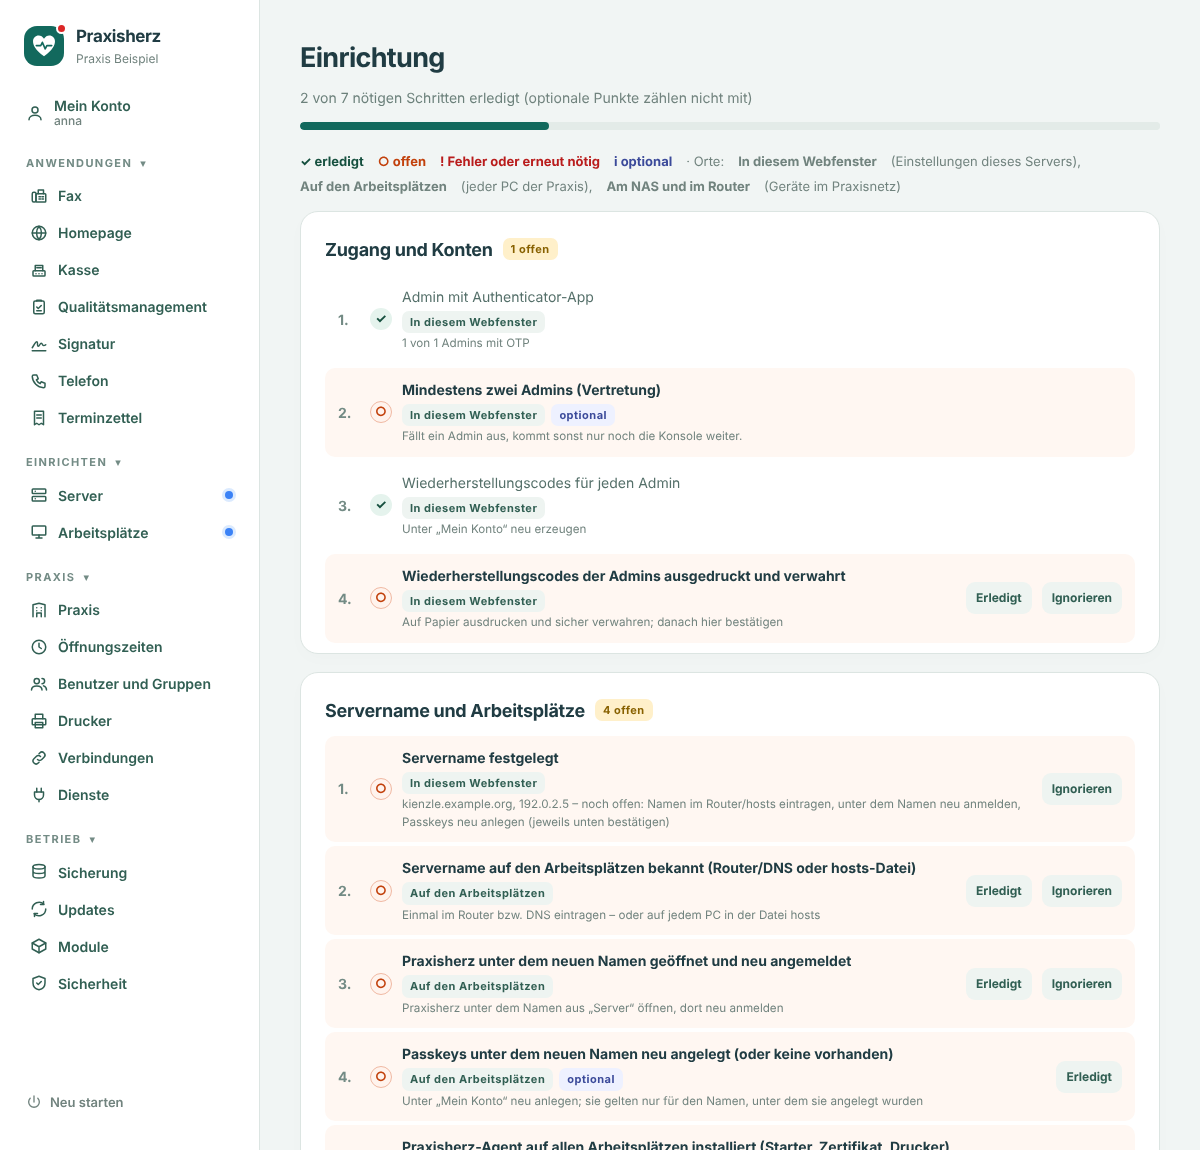 Praxisherz
Praxis Beispiel
Mein Konto
anna
ANWENDUNGEN ▾
Fax
Homepage
Kasse
Qualitätsmanagement
Signatur
Telefon
Terminzettel
EINRICHTEN ▾
Server
Arbeitsplätze
PRAXIS ▾
Praxis
Öffnungszeiten
Benutzer und Gruppen
Drucker
Verbindungen
Dienste
BETRIEB ▾
Sicherung
Updates
Module
Sicherheit
Neu starten
Einrichtung
2 von 7 nötigen Schritten erledigt (optionale Punkte zählen nicht mit)
✓ erledigt O offen ! Fehler oder erneut nötig i optional · Orte: In diesem Webfenster (Einstellungen dieses Servers),
Auf den Arbeitsplätzen (jeder PC der Praxis), Am NAS und im Router (Geräte im Praxisnetz)
Zugang und Konten 1 offen
1. Admin mit Authenticator-App
In diesem Webfenster
1 von 1 Admins mit OTP
2. Mindestens zwei Admins (Vertretung)
In diesem Webfenster optional
Fällt ein Admin aus, kommt sonst nur noch die Konsole weiter.
3. Wiederherstellungscodes für jeden Admin
In diesem Webfenster
Unter „Mein Konto“ neu erzeugen
4. Wiederherstellungscodes der Admins ausgedruckt und verwahrt
In diesem Webfenster
Auf Papier ausdrucken und sicher verwahren; danach hier bestätigen
Erledigt Ignorieren
Servername und Arbeitsplätze 4 offen
1. Servername festgelegt
In diesem Webfenster
kienzle.example.org, 192.0.2.5 – noch offen: Namen im Router/hosts eintragen, unter dem Namen neu anmelden,
Passkeys neu anlegen (jeweils unten bestätigen)
Ignorieren
2. Servername auf den Arbeitsplätzen bekannt (Router/DNS oder hosts-Datei)
Auf den Arbeitsplätzen
Einmal im Router bzw. DNS eintragen – oder auf jedem PC in der Datei hosts
Erledigt Ignorieren
3. Praxisherz unter dem neuen Namen geöffnet und neu angemeldet
Auf den Arbeitsplätzen
Praxisherz unter dem Namen aus „Server“ öffnen, dort neu anmelden
Erledigt Ignorieren
4. Passkeys unter dem neuen Namen neu angelegt (oder keine vorhanden)
Auf den Arbeitsplätzen optional
Unter „Mein Konto“ neu anlegen; sie gelten nur für den Namen, unter dem sie angelegt wurden
Erledigt
Praxisherz-Agent auf allen Arbeitsplätzen installiert (Starter, Zertifikat, Drucker)